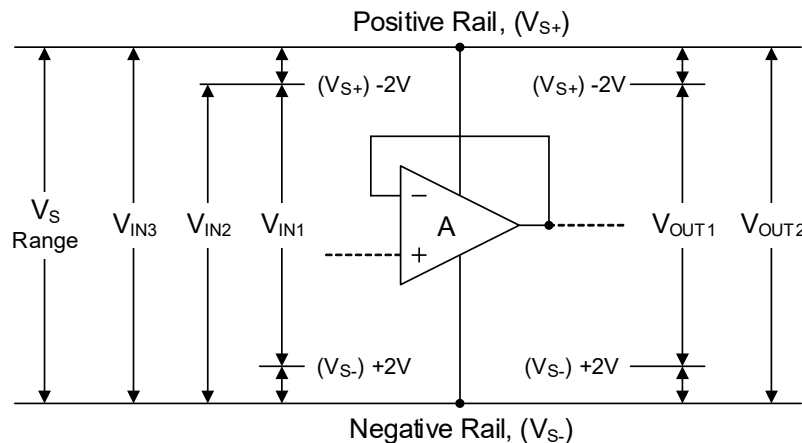 Positive Rail, (VS+)
(VS+) -2V
(VS+) -2V
VS
Range
VIN3
VIN2
VIN1
−
A
+
VOUT1
VOUT2
(VS-) +2V
(VS-) +2V
Negative Rail, (VS-)